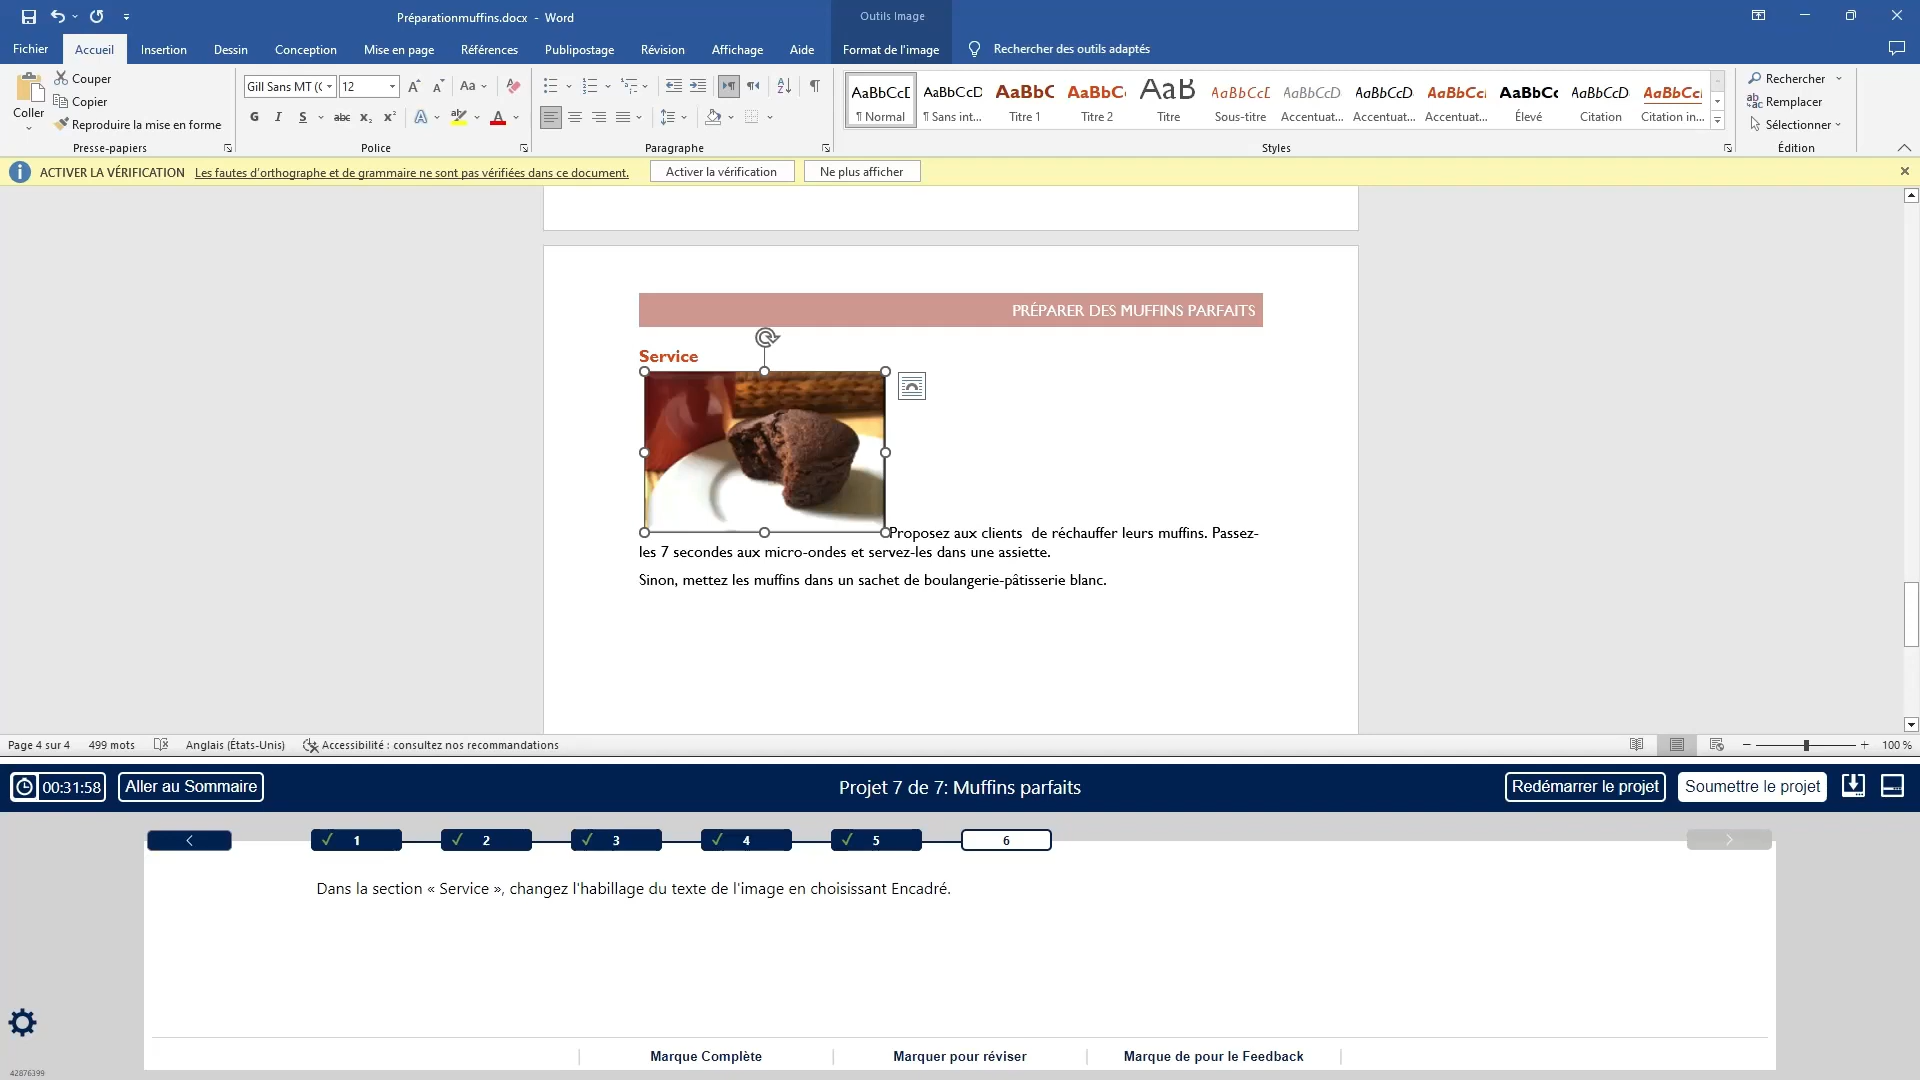 Préparationmuffins.docx - Word
Outils Image
Fichier
Accueil
Insertion
Dessin
Conception
Mise en page
Références
Publipostage
Révision
Affichage
Aide
Format de l'image
Rechercher des outils adaptés
Coller
Couper
Copier
Reproduire la mise en forme
Presse-papiers
Gill Sans MT (C
12
Aa
G I S abc x₂ x² A A
Police
Paragraphe
AaBbCcD AaBbCcD AaBbC AaBbC AaB AaBbCcD AaBbCcD AaBbCcD AaBbCc AaBbCc AaBbCcD AaBbCc
¶ Normal
¶ Sans int...
Titre 1
Titre 2
Titre
Sous-titre
Accentuat...
Accentuat...
Accentuat...
Élevé
Citation
Citation in...
Styles
Rechercher
Remplacer
Sélectionner
Édition
ACTIVER LA VÉRIFICATION Les fautes d'orthographe et de grammaire ne sont pas vérifiées dans ce document.
Activer la vérification
Ne plus afficher
PRÉPARER DES MUFFINS PARFAITS
Service
Proposez aux clients de réchauffer leurs muffins. Passez-
les 7 secondes aux micro-ondes et servez-les dans une assiette.
Sinon, mettez les muffins dans un sachet de boulangerie-pâtisserie blanc.
Page 4 sur 4
499 mots
Anglais (États-Unis)
Accessibilité : consultez nos recommandations
100 %
00:31:58
Aller au Sommaire
Projet 7 de 7: Muffins parfaits
Redémarrer le projet
Soumettre le projet
1 2 3 4 5 6
Dans la section « Service », changez l'habillage du texte de l'image en choisissant Encadré.
Marque Complète
Marquer pour réviser
Marque de pour le Feedback
42876399